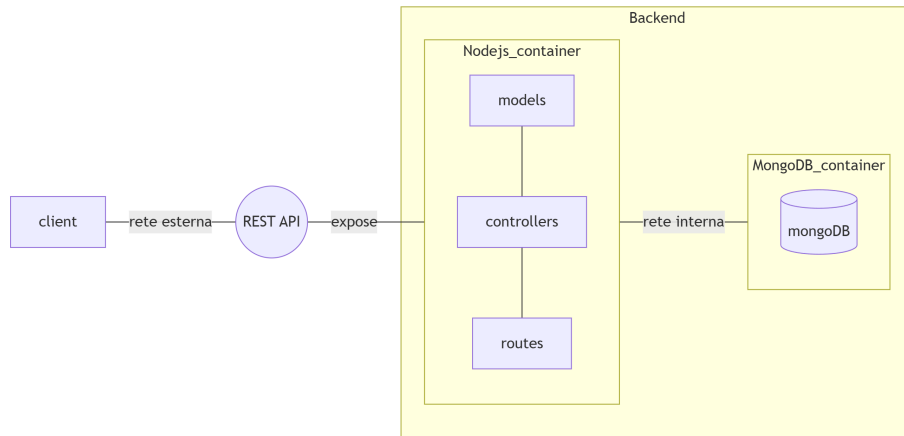 Backend
Nodejs_container
models
MongoDB_container
client
rete esterna
REST API
expose
controllers
rete interna
mongoDB
routes